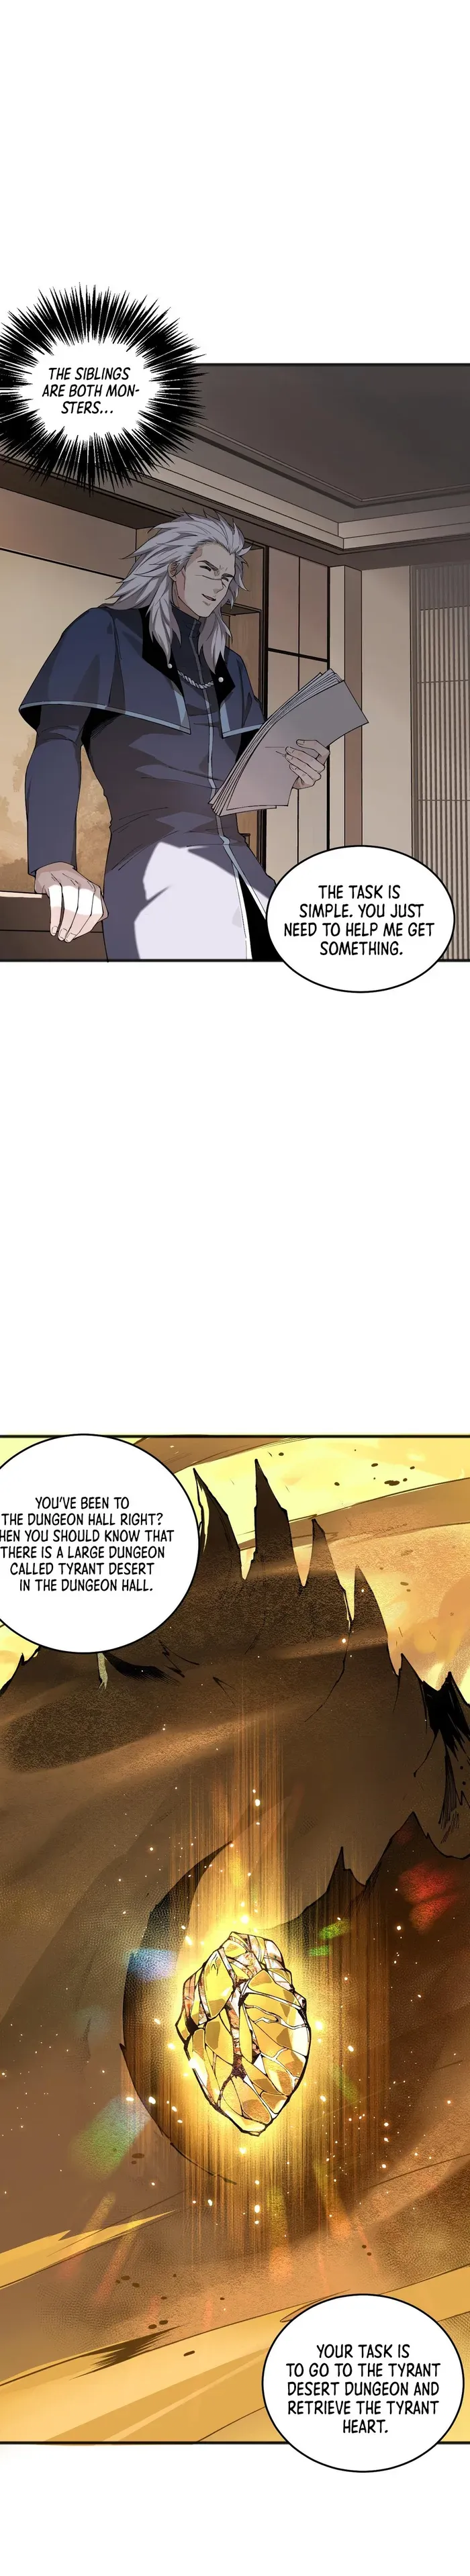 THE SIBLINGS
ARE BOTH MON-
STERS...
THE TASK IS
SIMPLE. YOU JUST
NEED TO HELP ME GET
SOMETHING.
YOU'VE BEEN TO
THE DUNGEON HALL RIGHT?
HEN YOU SHOULD KNOW THAT
THERE IS A LARGE DUNGEON
CALLED TYRANT DESERT
IN THE DUNGEON HALL.
YOUR TASK IS
TO GO TO THE TYRANT
DESERT DUNGEON AND
RETRIEVE THE TYRANT
HEART.